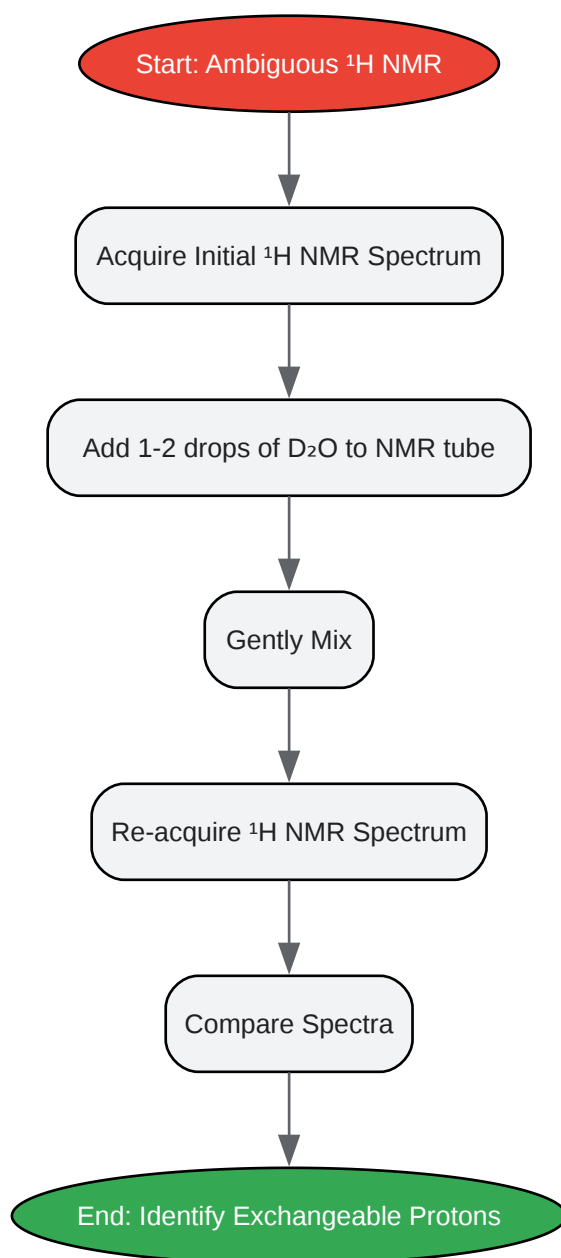 Start: Ambiguous ¹H NMR
Acquire Initial ¹H NMR Spectrum
Add 1-2 drops of D₂O to NMR tube
Gently Mix
Re-acquire ¹H NMR Spectrum
Compare Spectra
End: Identify Exchangeable Protons